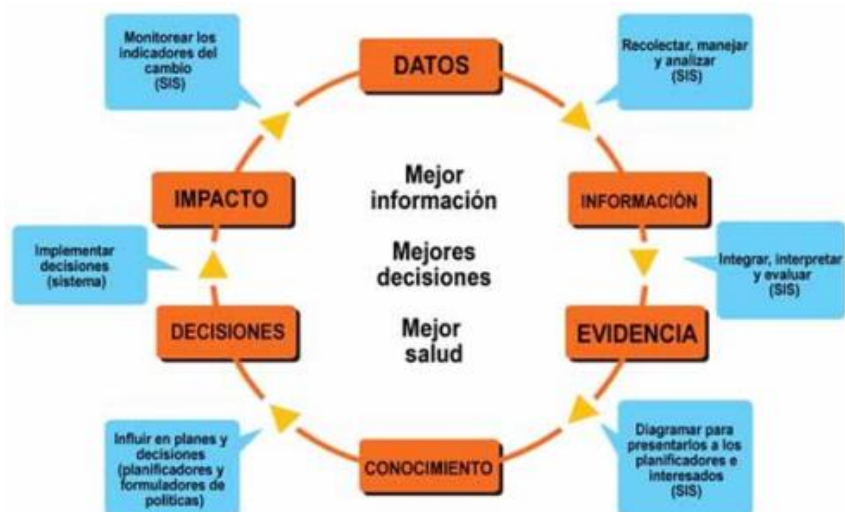 Monitorear los
indicadores del
cambio
(SIS)
DATOS
Recolectar, manejar
y analizar
(SIS)
IMPACTO
Mejor
información
INFORMACIÓN
Implementar
decisiones
(sistema)
Mejores
decisiones
Integrar, interpretar
y evaluar
(SIS)
DECISIONES
Mejor
salud
EVIDENCIA
Influir en planes y
decisiones
(planificadores y
formuladores de
políticas)
CONOCIMIENTO
Diagramar para
presentarlos a los
planificadores e
interesados
(SIS)